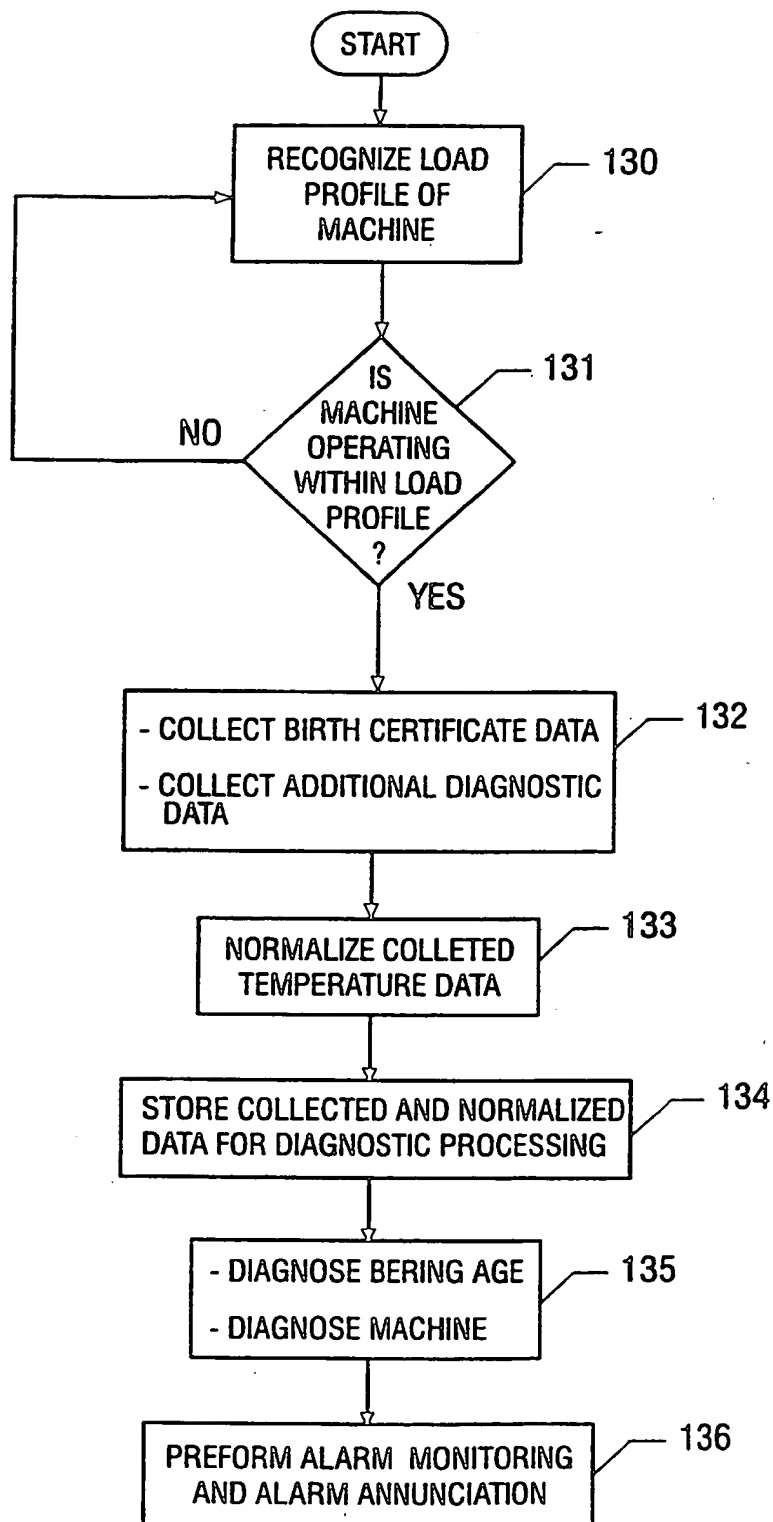 START
RECOGNIZE LOAD
PROFILE OF
MACHINE
130
IS
MACHINE
OPERATING
WITHIN LOAD
PROFILE
?
131
NO
YES
- COLLECT BIRTH CERTIFICATE DATA
- COLLECT ADDITIONAL DIAGNOSTIC
DATA
132
NORMALIZE COLLETED
TEMPERATURE DATA
133
STORE COLLECTED AND NORMALIZED
DATA FOR DIAGNOSTIC PROCESSING
134
- DIAGNOSE BERING AGE
- DIAGNOSE MACHINE
135
PREFORM ALARM MONITORING
AND ALARM ANNUNCIATION
136